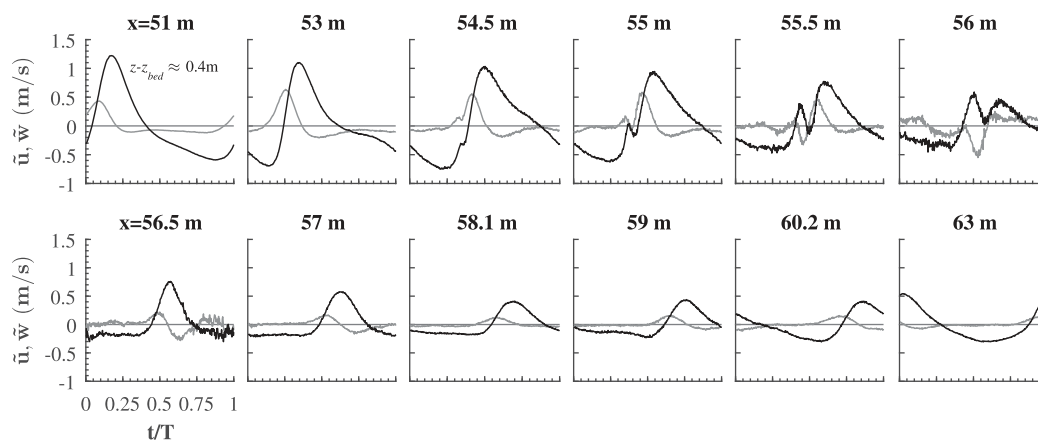 x=51 m 53 m 54.5 m 55 m 55.5 m 56 m
1.5
1
0.5
0
-0.5
-1
ũ, w̃ (m/s)
z-z_bed ≈ 0.4m
x=56.5 m 57 m 58.1 m 59 m 60.2 m 63 m
1.5
1
0.5
0
-0.5
-1
ũ, w̃ (m/s)
0 0.25 0.5 0.75 1
t/T